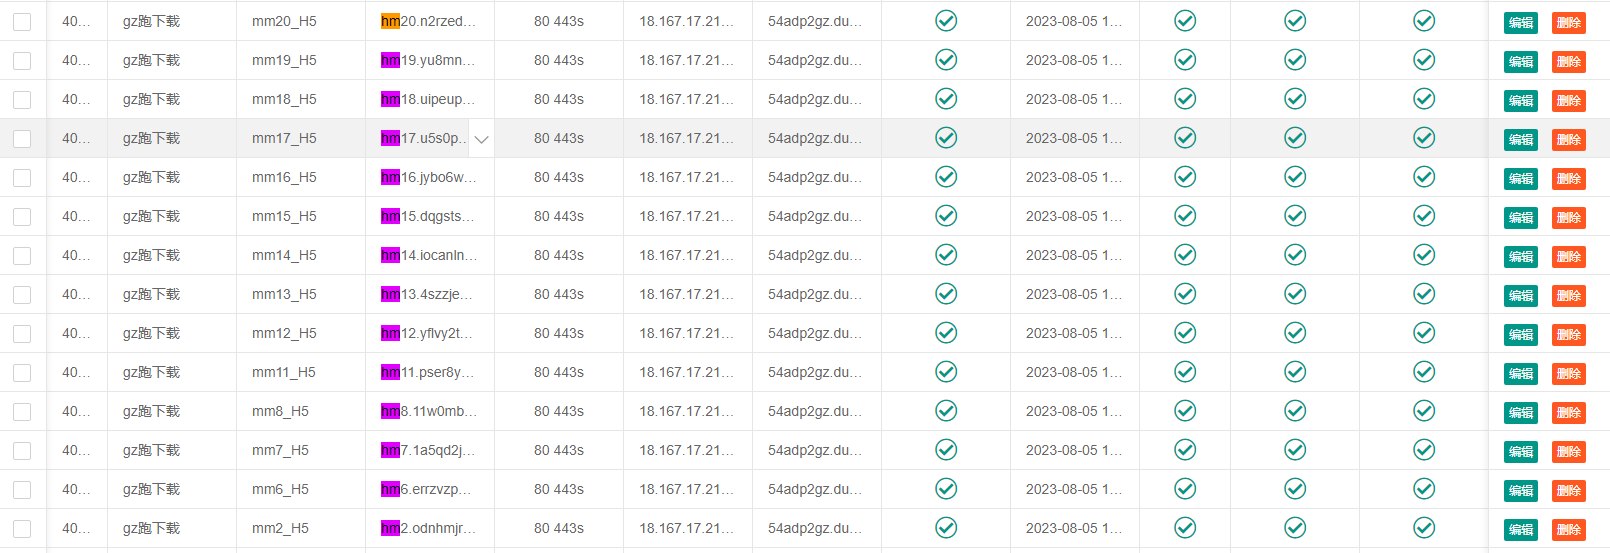 40... gz跑下载 mm20_H5 hm20.n2rzed... 80 443s 18.167.17.21... 54adp2gz.du... 2023-08-05 1... 编辑 删除
40... gz跑下载 mm19_H5 hm19.yu8mn... 80 443s 18.167.17.21... 54adp2gz.du... 2023-08-05 1... 编辑 删除
40... gz跑下载 mm18_H5 hm18.uipeup... 80 443s 18.167.17.21... 54adp2gz.du... 2023-08-05 1... 编辑 删除
40... gz跑下载 mm17_H5 hm17.u5s0p... 80 443s 18.167.17.21... 54adp2gz.du... 2023-08-05 1... 编辑 删除
40... gz跑下载 mm16_H5 hm16.jybo6w... 80 443s 18.167.17.21... 54adp2gz.du... 2023-08-05 1... 编辑 删除
40... gz跑下载 mm15_H5 hm15.dqgsts... 80 443s 18.167.17.21... 54adp2gz.du... 2023-08-05 1... 编辑 删除
40... gz跑下载 mm14_H5 hm14.iocanln... 80 443s 18.167.17.21... 54adp2gz.du... 2023-08-05 1... 编辑 删除
40... gz跑下载 mm13_H5 hm13.4szzje... 80 443s 18.167.17.21... 54adp2gz.du... 2023-08-05 1... 编辑 删除
40... gz跑下载 mm12_H5 hm12.yflvy2t... 80 443s 18.167.17.21... 54adp2gz.du... 2023-08-05 1... 编辑 删除
40... gz跑下载 mm11_H5 hm11.pser8y... 80 443s 18.167.17.21... 54adp2gz.du... 2023-08-05 1... 编辑 删除
40... gz跑下载 mm8_H5 hm8.11w0mb... 80 443s 18.167.17.21... 54adp2gz.du... 2023-08-05 1... 编辑 删除
40... gz跑下载 mm7_H5 hm7.1a5qd2j... 80 443s 18.167.17.21... 54adp2gz.du... 2023-08-05 1... 编辑 删除
40... gz跑下载 mm6_H5 hm6.errzvzp... 80 443s 18.167.17.21... 54adp2gz.du... 2023-08-05 1... 编辑 删除
40... gz跑下载 mm2_H5 hm2.odnhmjr... 80 443s 18.167.17.21... 54adp2gz.du... 2023-08-05 1... 编辑 删除